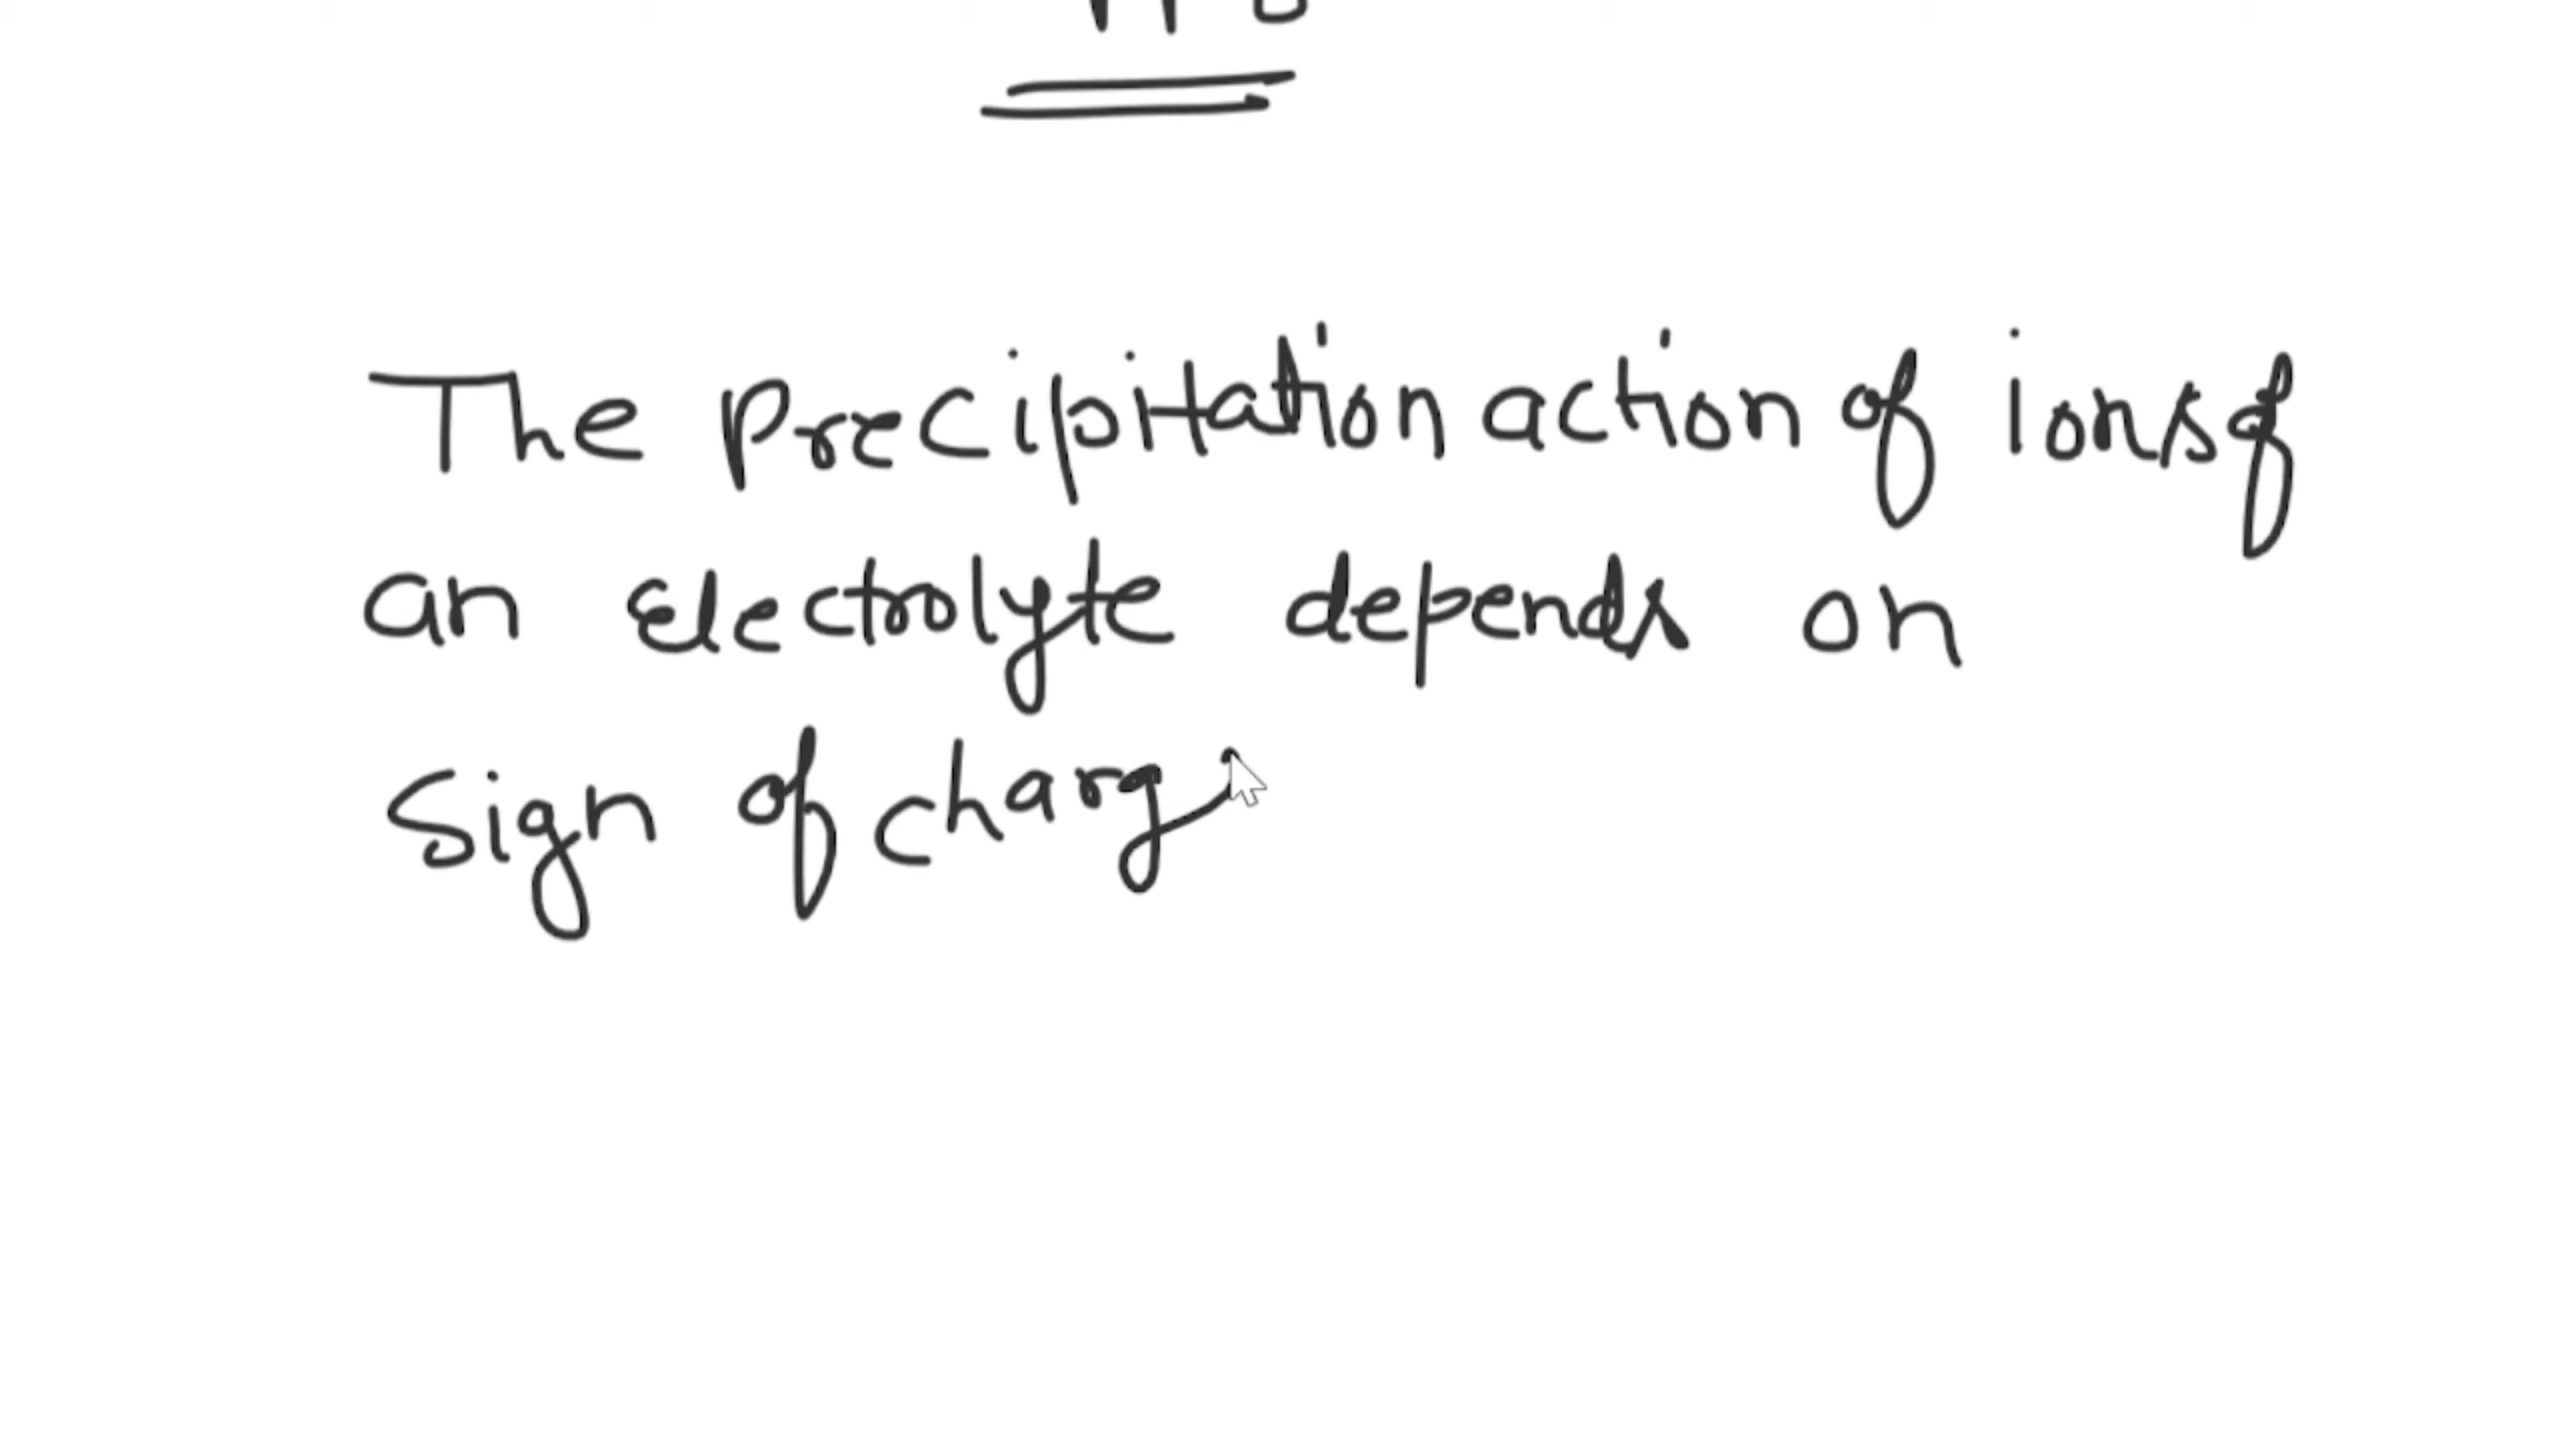 The Precipitation action of ions of
an Electrolyte depends on
Sign of charg